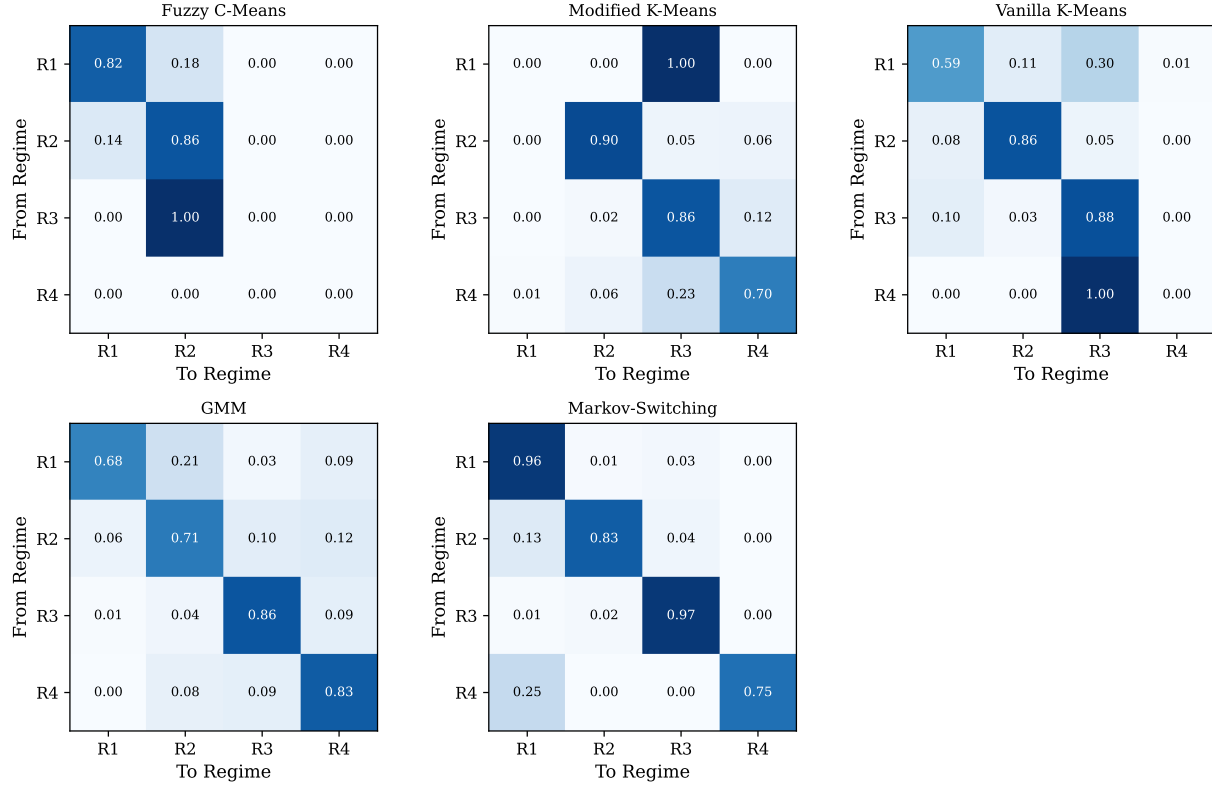 Fuzzy C-Means
From Regime
R1 0.82 0.18 0.00 0.00
R2 0.14 0.86 0.00 0.00
R3 0.00 1.00 0.00 0.00
R4 0.00 0.00 0.00 0.00
R1 R2 R3 R4
To Regime
Modified K-Means
From Regime
R1 0.00 0.00 1.00 0.00
R2 0.00 0.90 0.05 0.06
R3 0.00 0.02 0.86 0.12
R4 0.01 0.06 0.23 0.70
R1 R2 R3 R4
To Regime
Vanilla K-Means
From Regime
R1 0.59 0.11 0.30 0.01
R2 0.08 0.86 0.05 0.00
R3 0.10 0.03 0.88 0.00
R4 0.00 0.00 1.00 0.00
R1 R2 R3 R4
To Regime
GMM
From Regime
R1 0.68 0.21 0.03 0.09
R2 0.06 0.71 0.10 0.12
R3 0.01 0.04 0.86 0.09
R4 0.00 0.08 0.09 0.83
R1 R2 R3 R4
To Regime
Markov-Switching
From Regime
R1 0.96 0.01 0.03 0.00
R2 0.13 0.83 0.04 0.00
R3 0.01 0.02 0.97 0.00
R4 0.25 0.00 0.00 0.75
R1 R2 R3 R4
To Regime